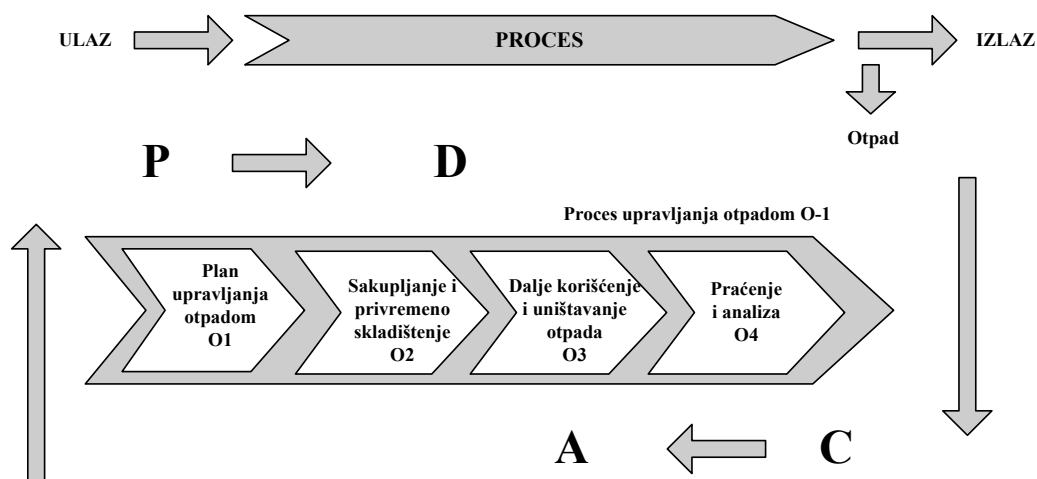 ULAZ
PROCES
IZLAZ
Otpad
P
D
Proces upravljanja otpadom O-1
Plan
upravljanja
otpadom
O1
Sakupljanje i
privremeno
skladištenje
O2
Dalje korišćenje
i uništavanje
otpada
O3
Praćenje
i analiza
O4
A
C